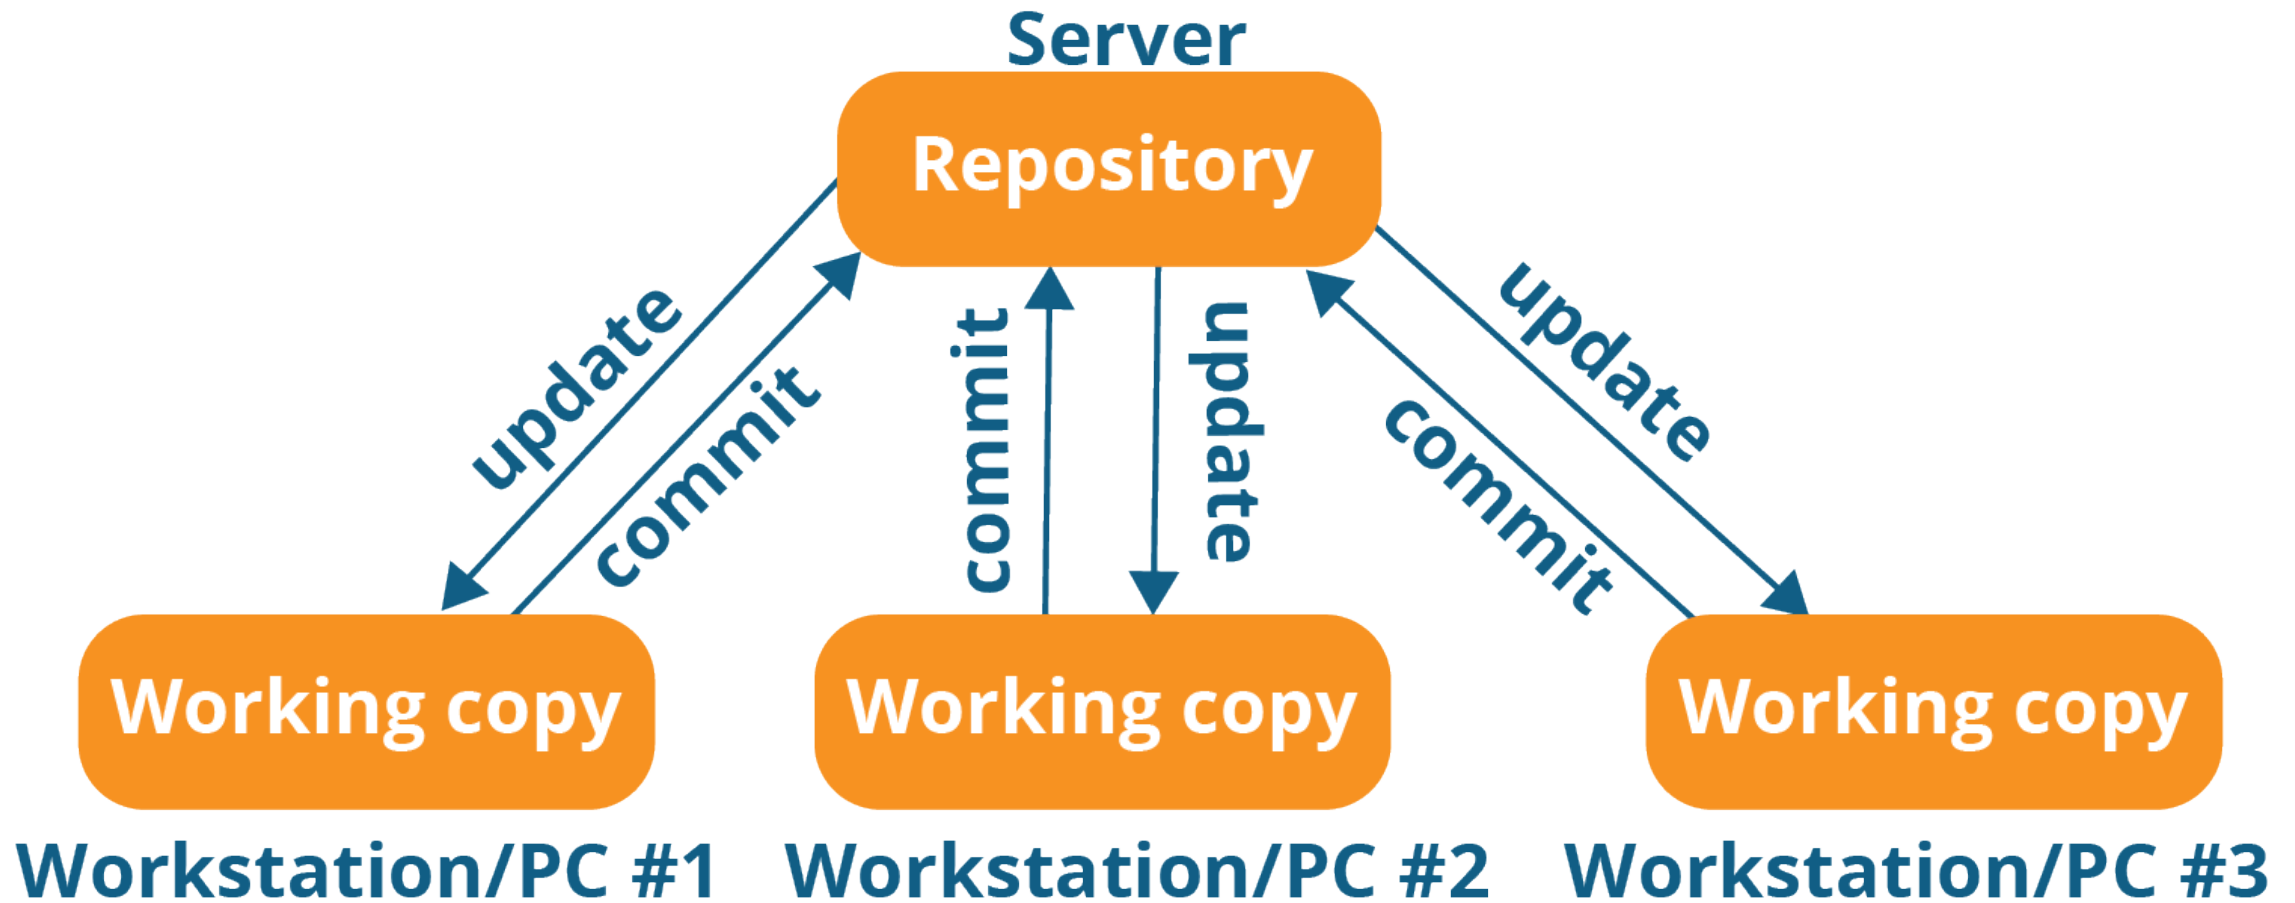 Server
Repository
update
commit
commit
update
update
commit
Working copy
Working copy
Working copy
Workstation/PC #1
Workstation/PC #2
Workstation/PC #3